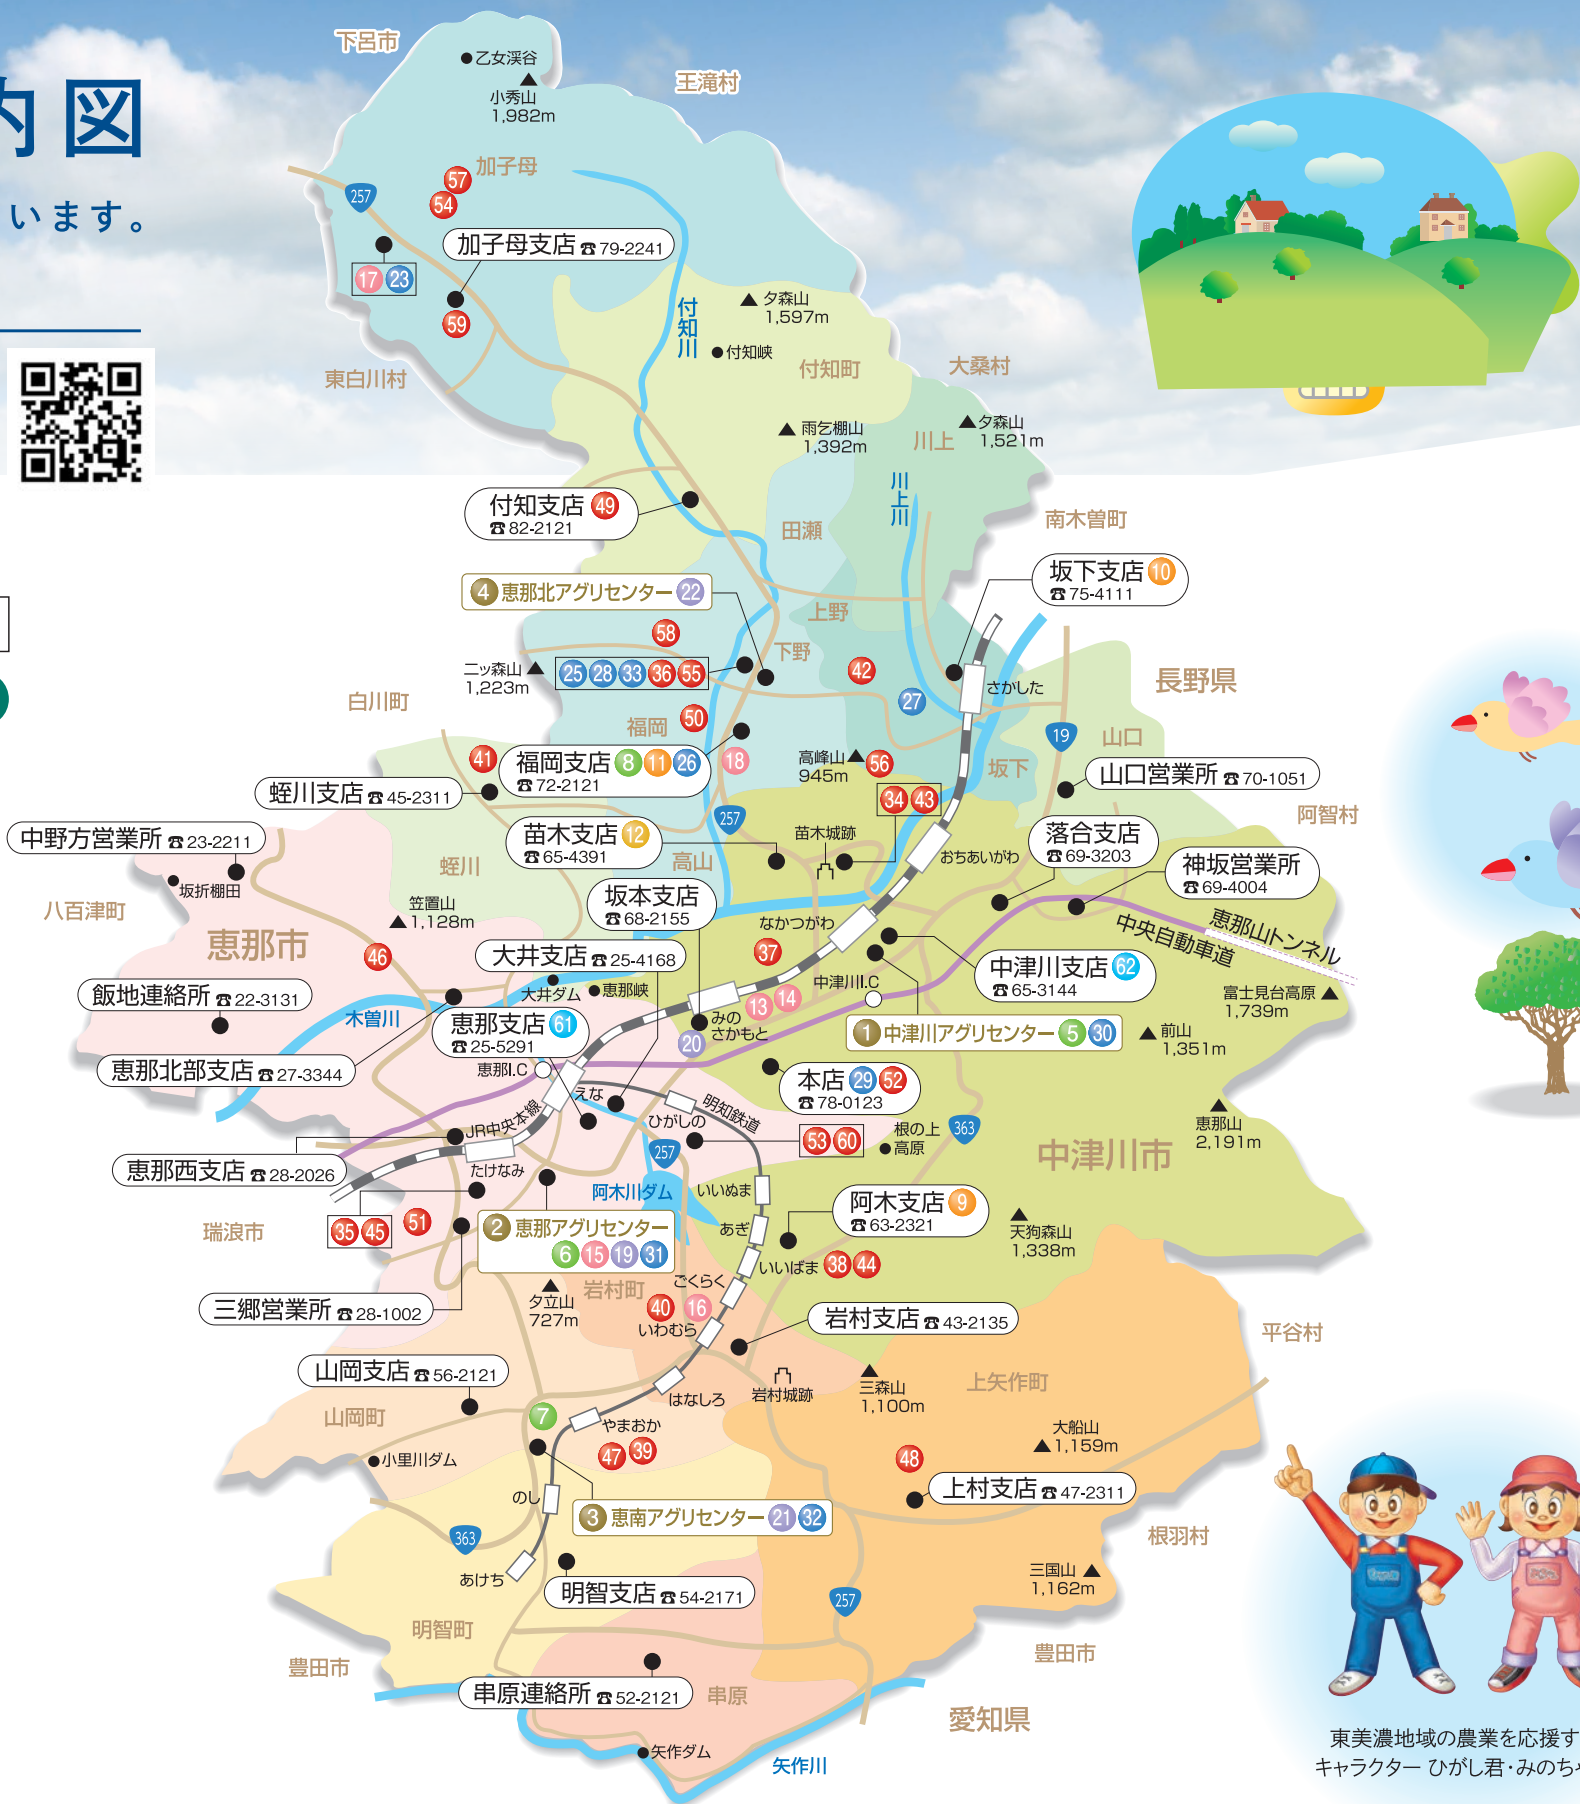 内図
います。
下呂市
乙女渓谷
小秀山
1,982m
王滝村
加子母
57
54
257
17 23
加子母支店 ☎79-2241
59
付知川
夕森山
1,597m
付知峡
付知町
東白川村
大桑村
雨乞棚山
1,392m
川上
夕森山
1,521m
川上川
付知支店 49
☎82-2121
田瀬
南木曽町
坂下支店 10
☎75-4111
4 恵那北アグリセンター 22
上野
58
下野
二ッ森山
1,223m
25 28 33 36 55
42
27
さかした
長野県
白川町
福岡 50
19
山口
41
福岡支店 8 11 26
☎72-2121
18
高峰山
945m
56
坂下
山口営業所 ☎70-1051
蛭川支店 ☎45-2311
34 43
阿智村
257
中野方営業所 ☎23-2211
苗木支店 12
☎65-4391
苗木城跡
落合支店
☎69-3203
おちあいがわ
神坂営業所
☎69-4004
蛭川
高山
坂折棚田
八百津町
笠置山
1,128m
坂本支店
☎68-2155
なかつがわ
恵那山トンネル
中央自動車道
恵那市
46
大井支店 ☎25-4168
37
中津川支店 62
☎65-3144
飯地連絡所 ☎22-3131
大井ダム
恵那峡
中津川I.C
富士見台高原
1,739m
木曽川
恵那支店 61
☎25-5291
みの
さかもと
13 14
20
1 中津川アグリセンター 5 30
前山
1,351m
恵那北部支店 ☎27-3344
恵那I.C
本店 29 52
☎78-0123
えな
明知鉄道
ひがしの
恵那山
2,191m
JR中央本線
257
53 60
根の上
高原
363
中津川市
恵那西支店 ☎28-2026
たけなみ
阿木川ダム
いいぬま
阿木支店 9
☎63-2321
瑞浪市
35 45
51
2 恵那アグリセンター
6 15 19 31
あぎ
天狗森山
1,338m
いいばま
38 44
三郷営業所 ☎28-1002
夕立山
727m
岩村町
ごくらく
40 16
いわむら
岩村支店 ☎43-2135
平谷村
山岡支店 ☎56-2121
はなしろ
岩村城跡
三森山
1,100m
上矢作町
山岡町
7
やまおか
47 39
大船山
1,159m
小里川ダム
48
のし
上村支店 ☎47-2311
3 恵南アグリセンター 21 32
363
根羽村
あけち
明智支店 ☎54-2171
三国山
1,162m
257
明智町
豊田市
豊田市
串原連絡所 ☎52-2121
串原
愛知県
矢作ダム
矢作川
東美濃地域の農業を応援す
キャラクター ひがし君・みのち